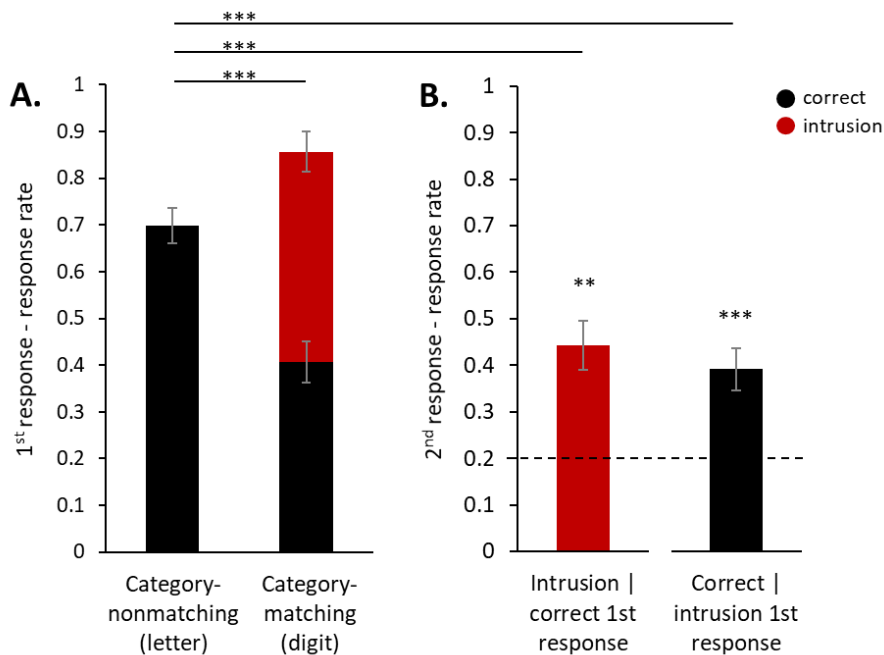 ***
***
***
A.
1
0.9
0.8
0.7
0.6
0.5
0.4
0.3
0.2
0.1
0
1st response - response rate
Category-
nonmatching
(letter)
Category-
matching
(digit)
B.
1
0.9
0.8
0.7
0.6
0.5
0.4
0.3
0.2
0.1
0
2nd response - response rate
**
***
Intrusion |
correct 1st
response
Correct |
intrusion 1st
response
correct
intrusion